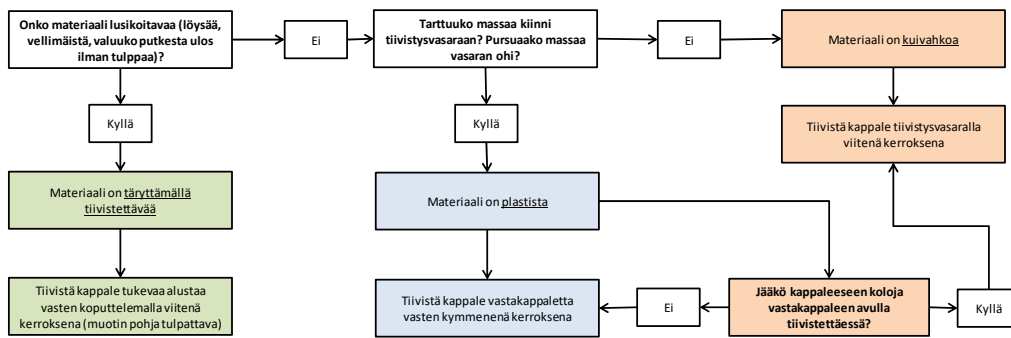 Onko materiaali lusikoitavaa (löysää,
vellimäistä, valuuko putkesta ulos
ilman tulppaa)?
Ei
Tarttuuko massaa kiinni
tiivistysvasaraan? Pursuaako massaa
vasaran ohi?
Ei
Materiaali on kuivahkoa
Kyllä
Kyllä
Tiivistä kappale tiivistysvasaralla
viitenä kerroksena
Materiaali on täryttämällä
tiivistettävää
Materiaali on plastista
Tiivistä kappale tukevaa alustaa
vasten koputtelemalla viitenä
kerroksena (muotin pohja tulpattava)
Tiivistä kappale vastakappaletta
vasten kymmenenä kerroksena
Ei
Jääkö kappaleeseen koloja
vastakappaleen avulla
tiivistettäessä?
Kyllä